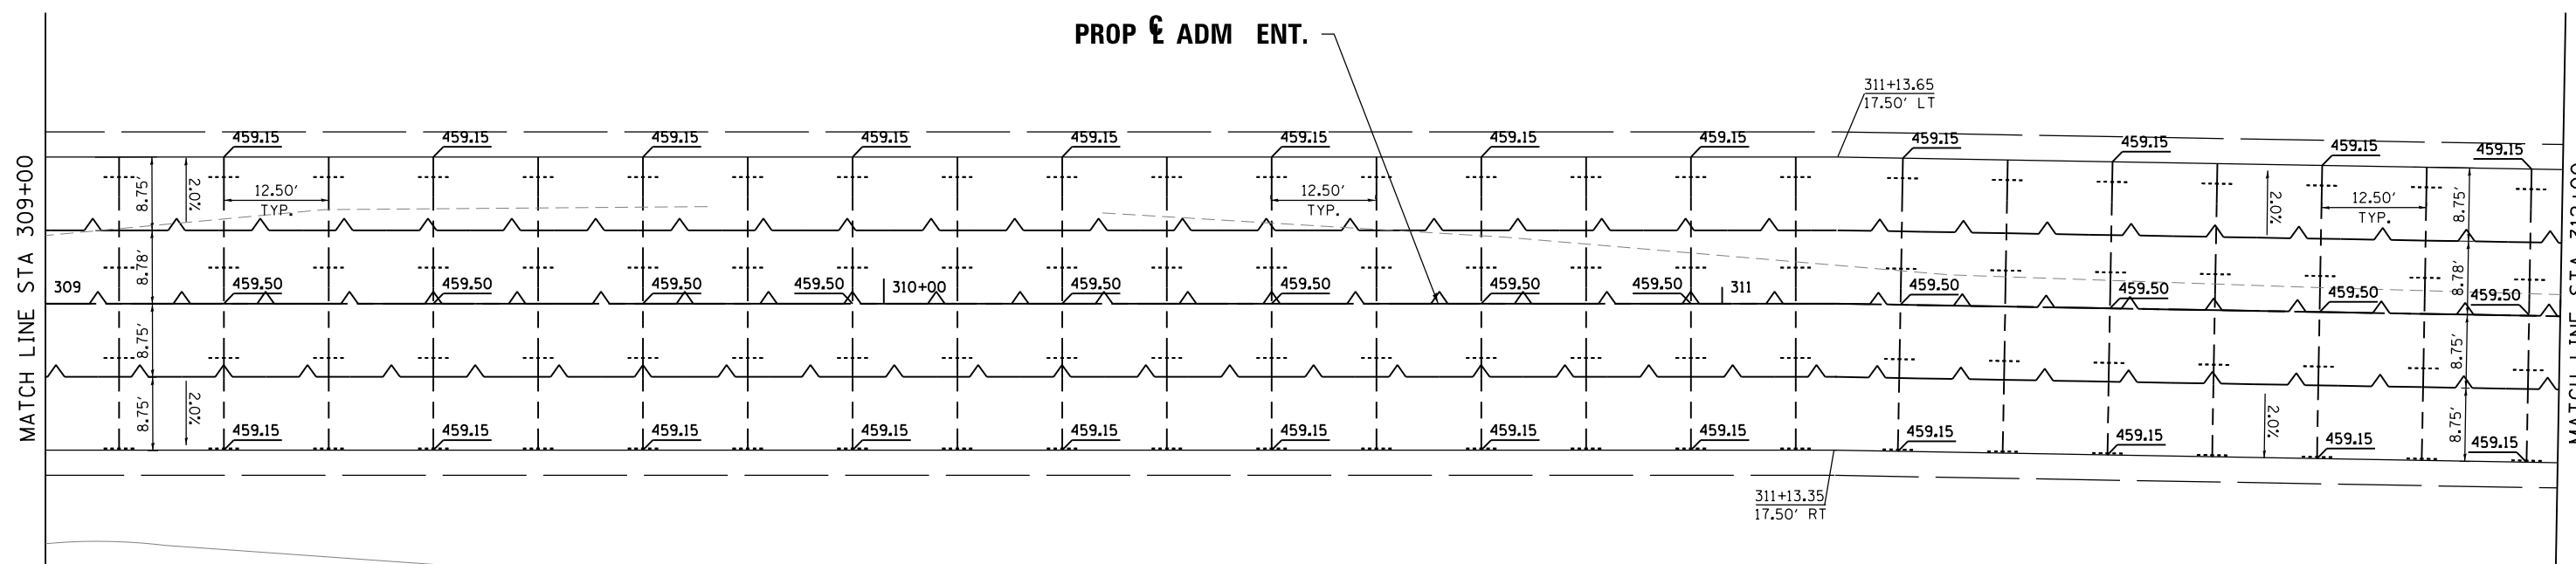 PROP ℄ ADM ENT.
311+13.65
17.50' LT
459.15 459.15 459.15 459.15 459.15 459.15 459.15 459.15 459.15 459.15 459.15 459.15
MATCH LINE STA 309+00
8.75' 2.0% 12.50' 12.50' 2.0% 12.50' 8.75'
TYP. TYP. TYP.
8.78' 8.78'
309 459.50 459.50 459.50 459.50 310+00 459.50 459.50 459.50 459.50 311 459.50 459.50 459.50 459.50
8.75' 8.75'
8.75' 2.0% 2.0% 8.75'
459.15 459.15 459.15 459.15 459.15 459.15 459.15 459.15 459.15 459.15 459.15 459.15
311+13.35
17.50' RT
MATCH LINE STA 312+00